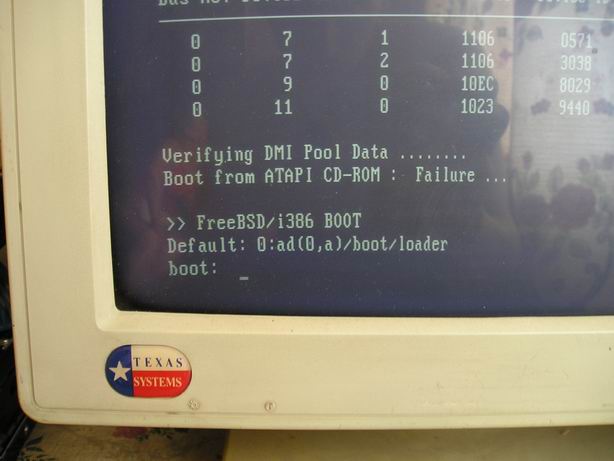 0 7 1 1106 0571
0 7 2 1106 3038
0 9 0 10EC 8029
0 11 0 1023 9440
Verifying DMI Pool Data ........
Boot from ATAPI CD-ROM : Failure ...
>> FreeBSD/i386 BOOT
Default: 0:ad(0,a)/boot/loader
boot: _
TEXAS
SYSTEMS